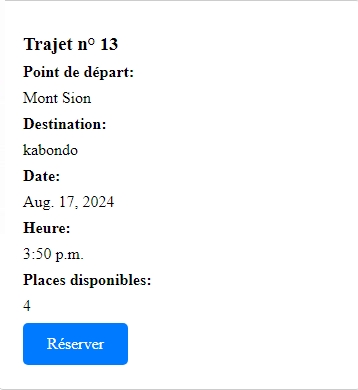 Trajet n° 13
Point de départ:
Mont Sion
Destination:
kabondo
Date:
Aug. 17, 2024
Heure:
3:50 p.m.
Places disponibles:
4
Réserver